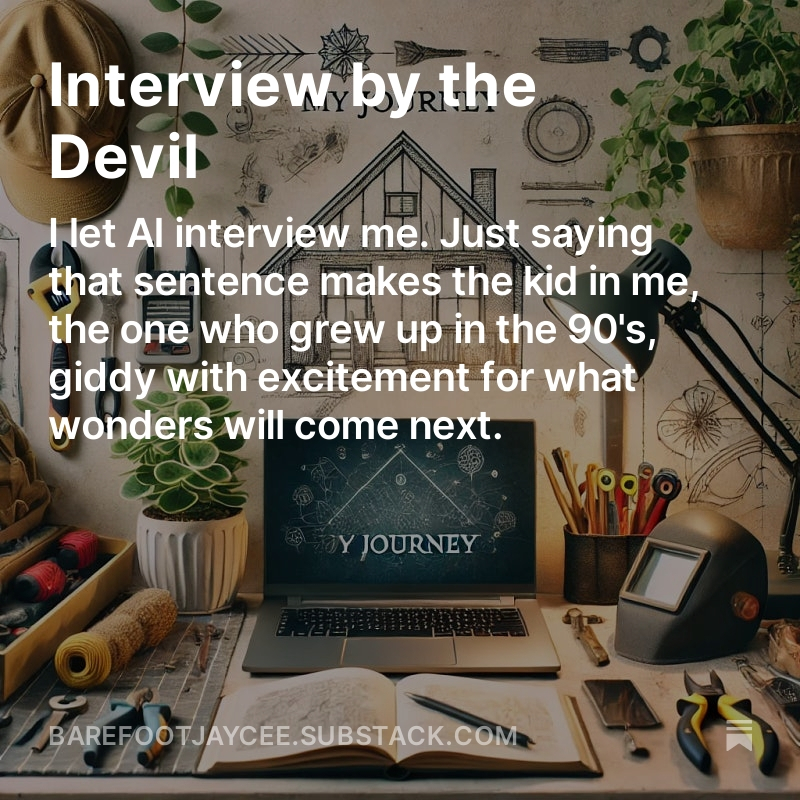 Interview by the
MY JOURNEY
Devil
I let AI interview me. Just saying
that sentence makes the kid in me,
the one who grew up in the 90's,
giddy with excitement for what
wonders will come next.
Y JOURNEY
BAREFOOTJAYCEE.SUBSTACK.COM